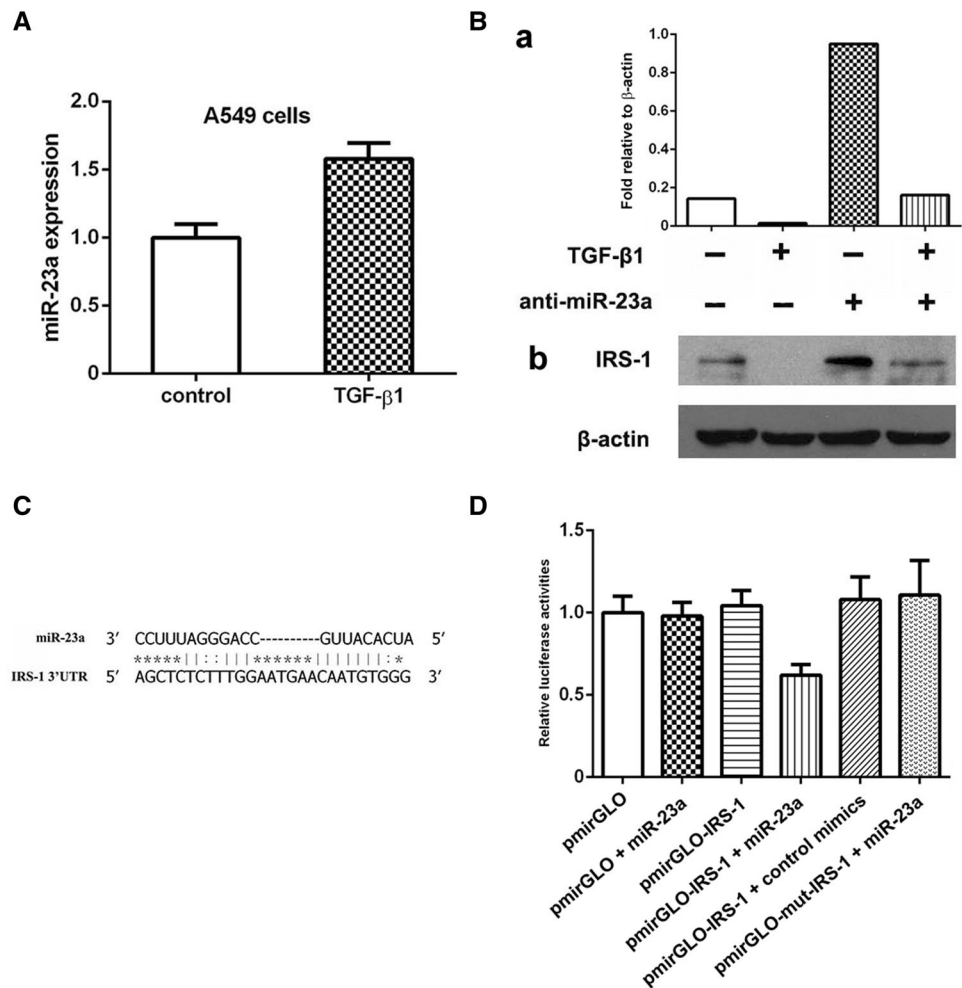 A
2.0
1.5
1.0
0.5
0
miR-23a expression
A549 cells
control
TGF-β1
B
a
1.0
0.8
0.6
0.4
0.2
0
Fold relative to β-actin
TGF-β1 − + − +
anti-miR-23a − − + +
b
IRS-1
β-actin
C
miR-23a 3′ CCUUUAGGGACC----------GUUACACUA 5′
*****||::|||******|||||||:*
IRS-1 3'UTR 5′ AGCTCTCTTTGGAATGAACAATGTGGG 3′
D
1.5
1.0
0.5
0
Relative luciferase activities
pmirGLO
pmirGLO + miR-23a
pmirGLO-IRS-1
pmirGLO-IRS-1 + miR-23a
pmirGLO-IRS-1 + control mimics
pmirGLO-mut-IRS-1 + miR-23a